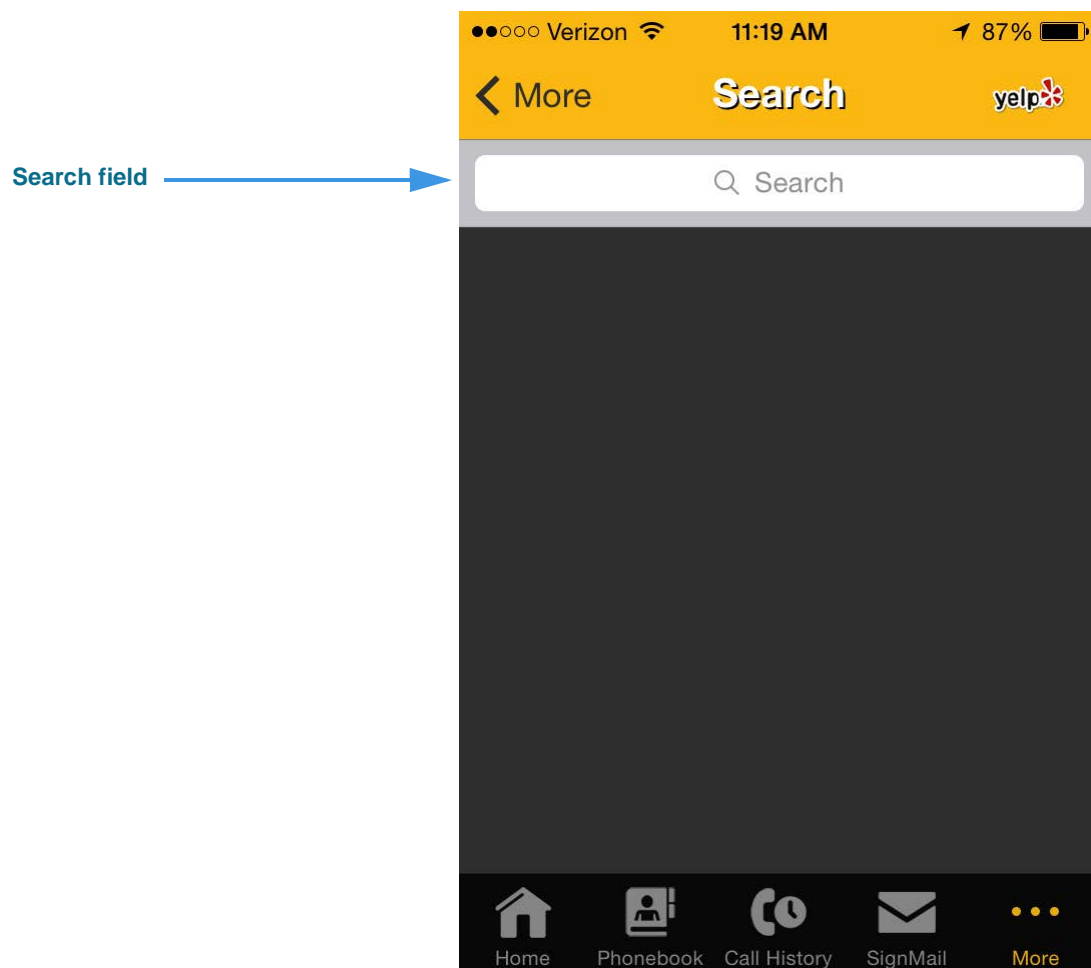 Verizon 11:19 AM 87%
More Search yelp
Search field
Search
Home Phonebook Call History SignMail More